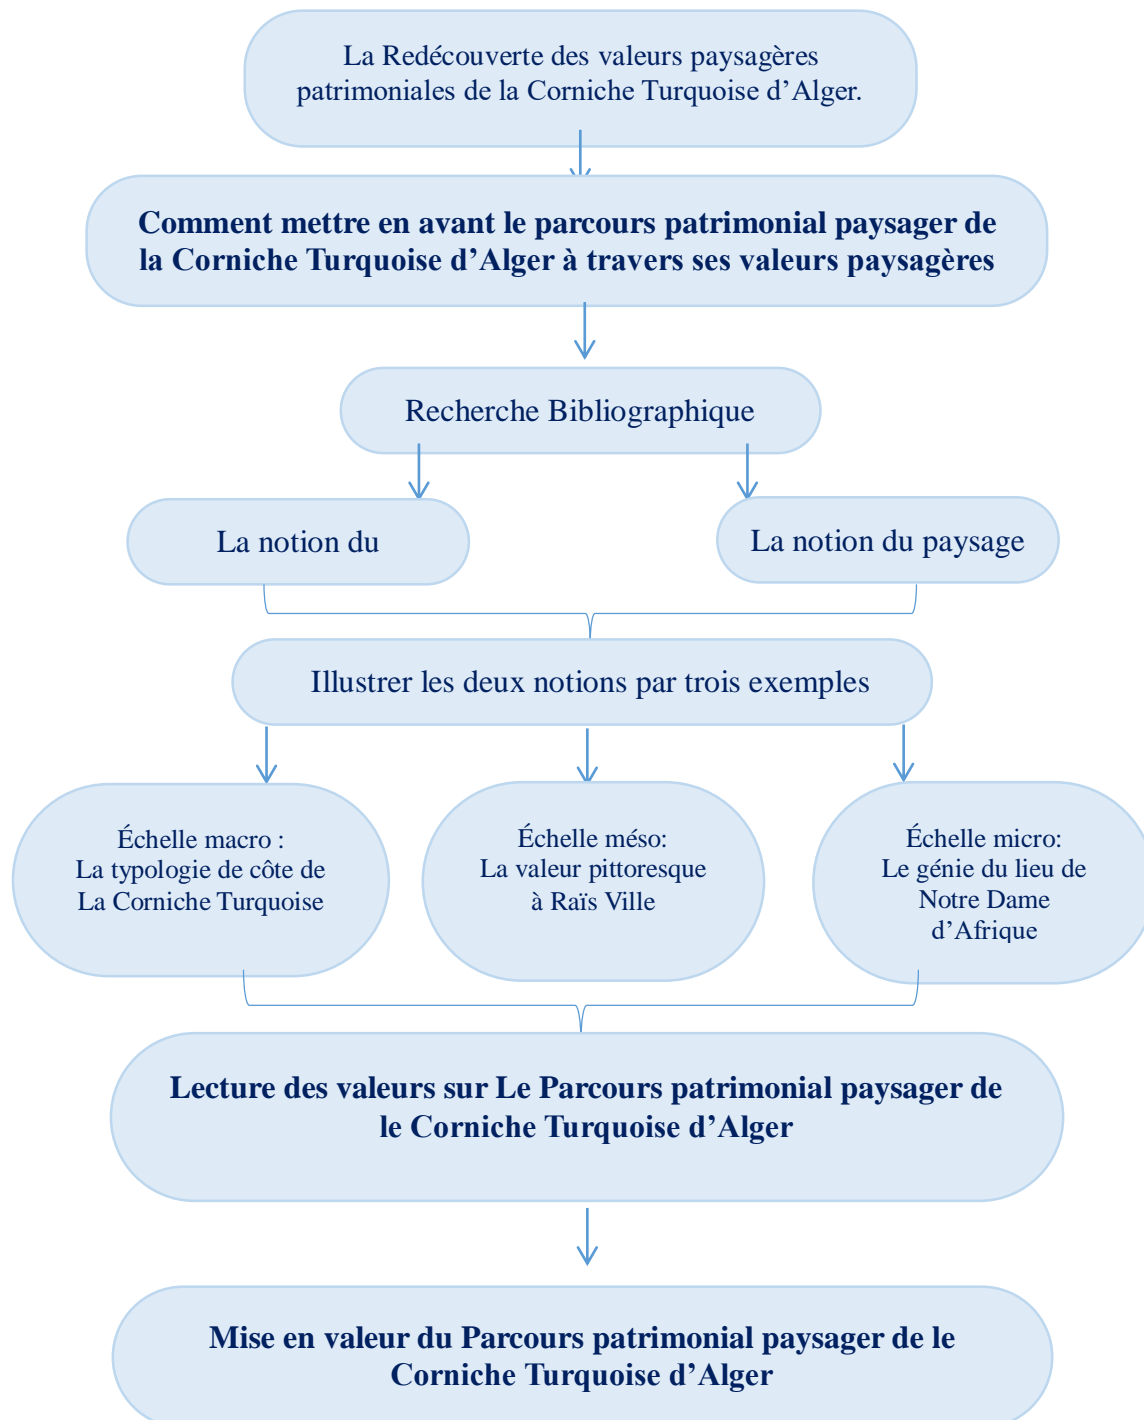 La Redécouverte des valeurs paysagères
patrimoniales de la Corniche Turquoise d’Alger.
Comment mettre en avant le parcours patrimonial paysager de
la Corniche Turquoise d’Alger à travers ses valeurs paysagères
Recherche Bibliographique
La notion du
La notion du paysage
Illustrer les deux notions par trois exemples
Échelle macro :
La typologie de côte de
La Corniche Turquoise
Échelle méso:
La valeur pittoresque
à Raïs Ville
Échelle micro:
Le génie du lieu de
Notre Dame
d’Afrique
Lecture des valeurs sur Le Parcours patrimonial paysager de
le Corniche Turquoise d’Alger
Mise en valeur du Parcours patrimonial paysager de le
Corniche Turquoise d’Alger